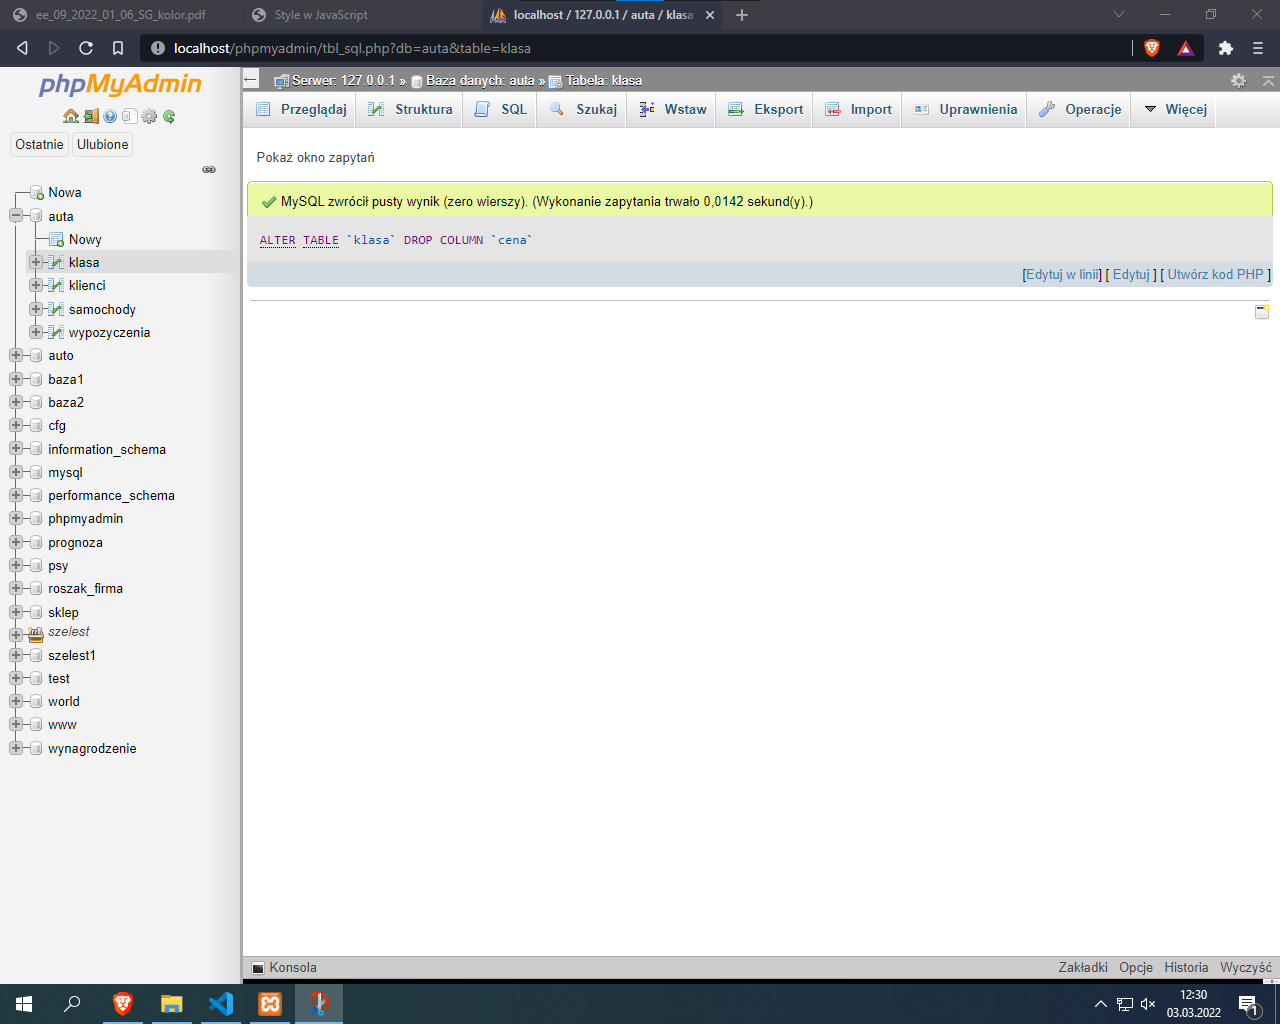 ee_09_2022_01_06_SG_kolor.pdf
Style w JavaScript
localhost / 127.0.0.1 / auta / klasa
localhost/phpmyadmin/tbl_sql.php?db=auta&table=klasa
phpMyAdmin
Ostatnie
Ulubione
Nowa
auta
Nowy
klasa
klienci
samochody
wypozyczenia
auto
baza1
baza2
cfg
information_schema
mysql
performance_schema
phpmyadmin
prognoza
psy
roszak_firma
sklep
szelest
szelest1
test
world
www
wynagrodzenie
Serwer: 127.0.0.1 » Baza danych: auta » Tabela: klasa
Przeglądaj
Struktura
SQL
Szukaj
Wstaw
Eksport
Import
Uprawnienia
Operacje
Więcej
Pokaż okno zapytań
MySQL zwrócił pusty wynik (zero wierszy). (Wykonanie zapytania trwało 0,0142 sekund(y).)
ALTER TABLE `klasa` DROP COLUMN `cena`
[Edytuj w linii] [ Edytuj ] [ Utwórz kod PHP ]
Konsola
Zakładki
Opcje
Historia
Wyczyść
12:30
03.03.2022
1